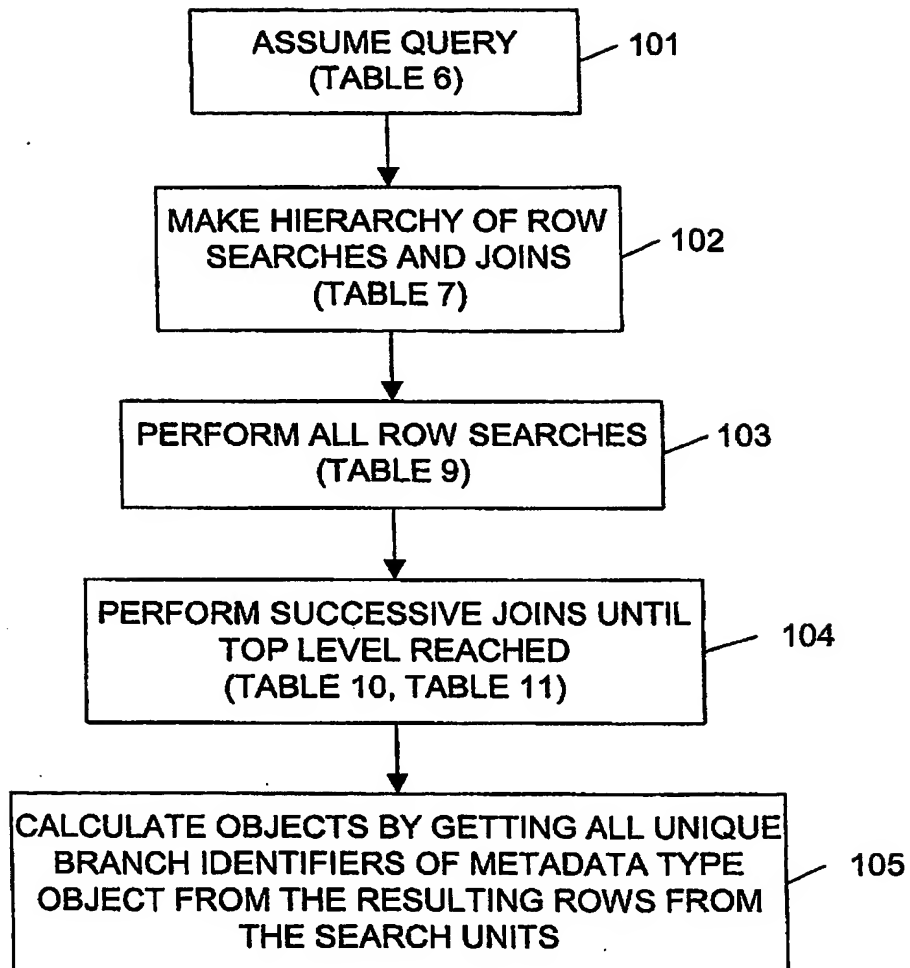 ASSUME QUERY
(TABLE 6)
101
MAKE HIERARCHY OF ROW
SEARCHES AND JOINS
(TABLE 7)
102
PERFORM ALL ROW SEARCHES
(TABLE 9)
103
PERFORM SUCCESSIVE JOINS UNTIL
TOP LEVEL REACHED
(TABLE 10, TABLE 11)
104
CALCULATE OBJECTS BY GETTING ALL UNIQUE
BRANCH IDENTIFIERS OF METADATA TYPE
OBJECT FROM THE RESULTING ROWS FROM
THE SEARCH UNITS
105